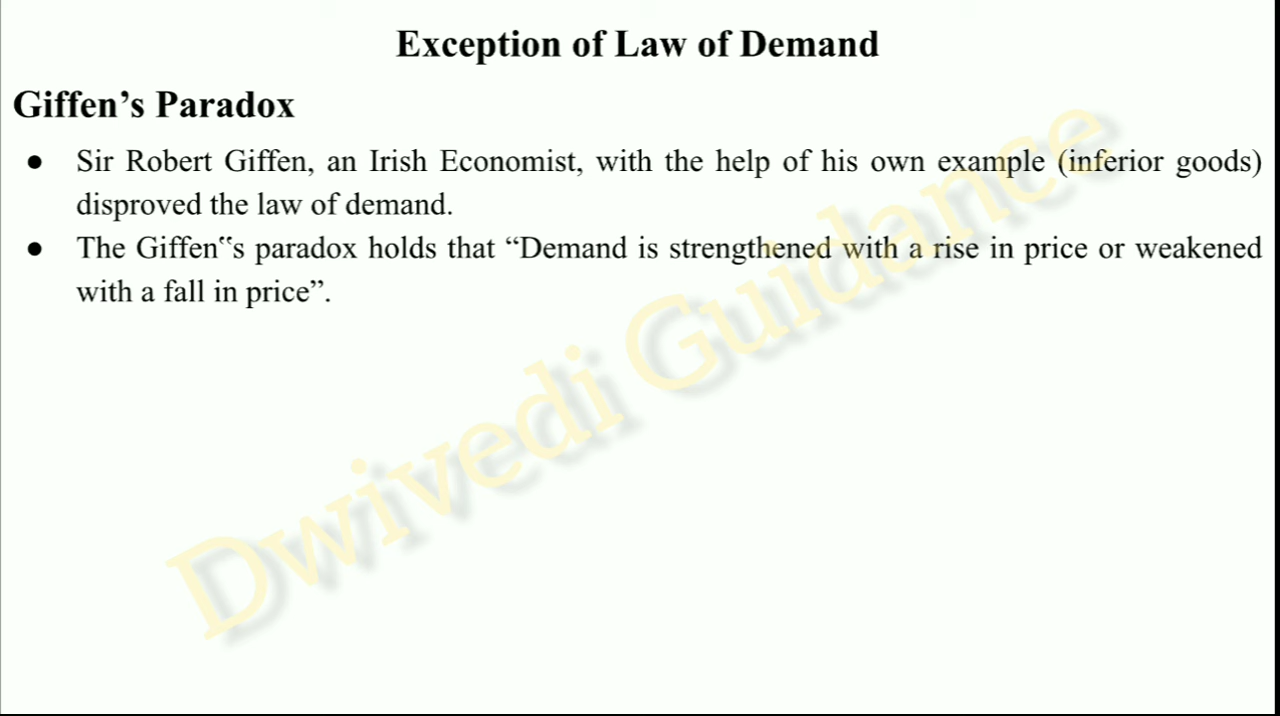 Exception of Law of Demand
Giffen’s Paradox
● Sir Robert Giffen, an Irish Economist, with the help of his own example (inferior goods)
disproved the law of demand.
● The Giffen‟s paradox holds that “Demand is strengthened with a rise in price or weakened
with a fall in price”.
Dwivedi Guidance